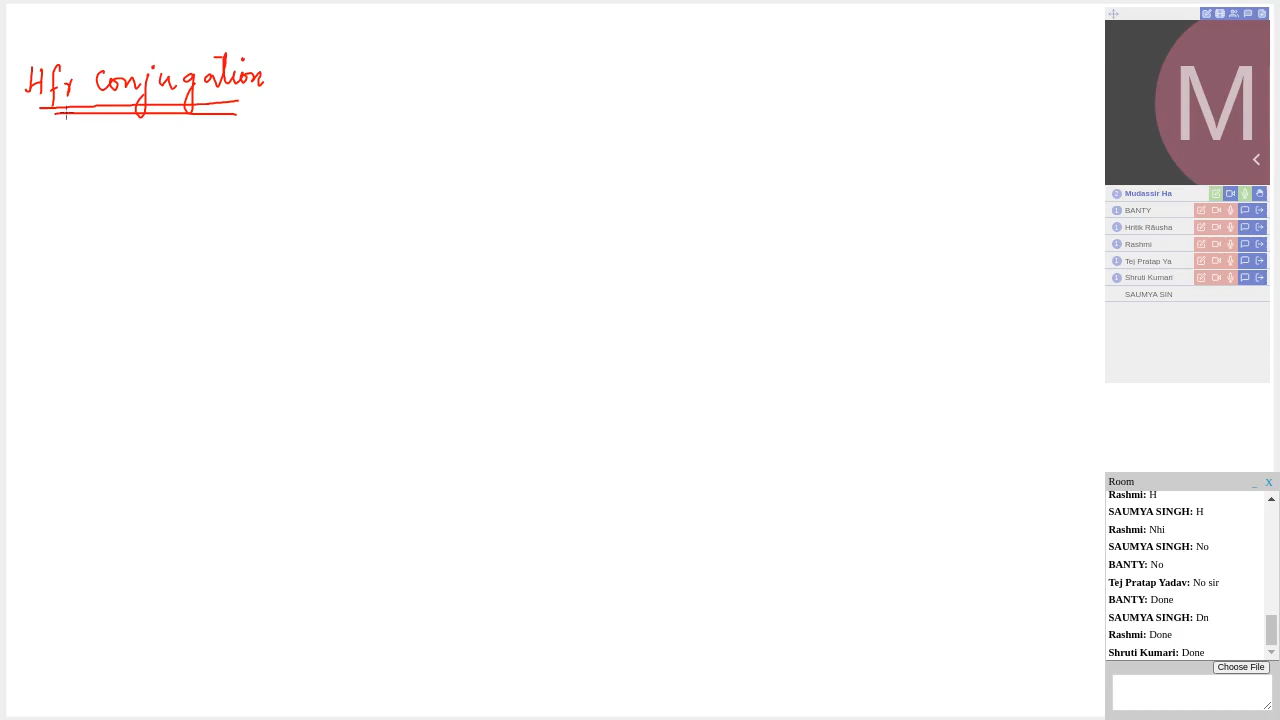 Hfr conjugation
M
Mudassir Ha
BANTY
Hritik Râusha
Rashmi
Tej Pratap Ya
Shruti Kumari
SAUMYA SIN
Room _ X
Rashmi: H
SAUMYA SINGH: H
Rashmi: Nhi
SAUMYA SINGH: No
BANTY: No
Tej Pratap Yadav: No sir
BANTY: Done
SAUMYA SINGH: Dn
Rashmi: Done
Shruti Kumari: Done
Choose File